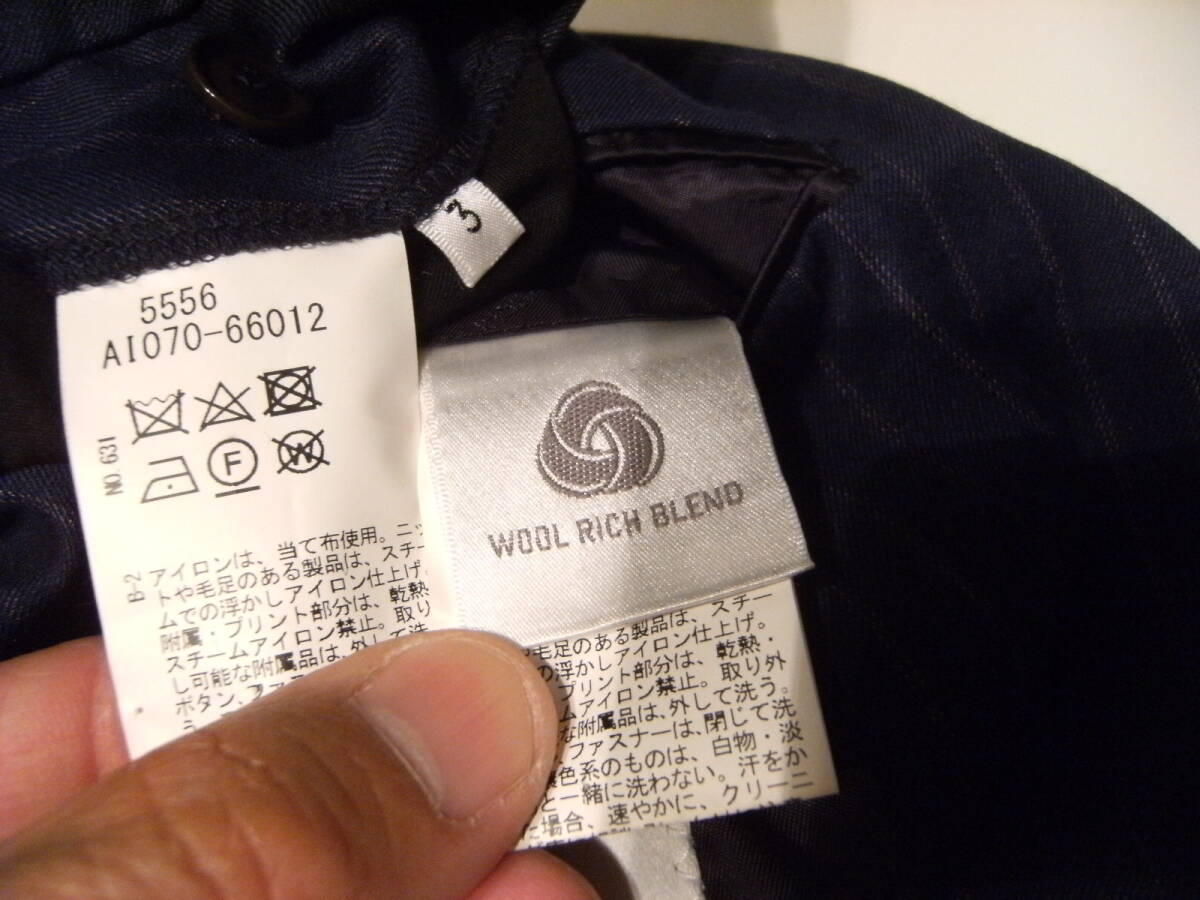 3
5556
AI070-66012
NO. 631
F
W
B-2
アイロンは、当て布使用。ニッ
トや毛足のある製品は、スチー
ムでの浮かしアイロン仕上げ。
附属・プリント部分は、乾熱
スチームアイロン禁止。取り
し可能な附属品は、外して洗
ボタン、ファ
WOOL RICH BLEND
は、スチー
や毛足のある製品は、
の浮かしアイロン仕上げ。
プリント部分は、乾熱・
ムアイロン禁止。取り外
な附属品は、外して洗う。
、ファスナーは、閉じて洗
色系のものは、白物・淡
と一緒に洗わない。汗をか
た場合、速やかに、クリーニ